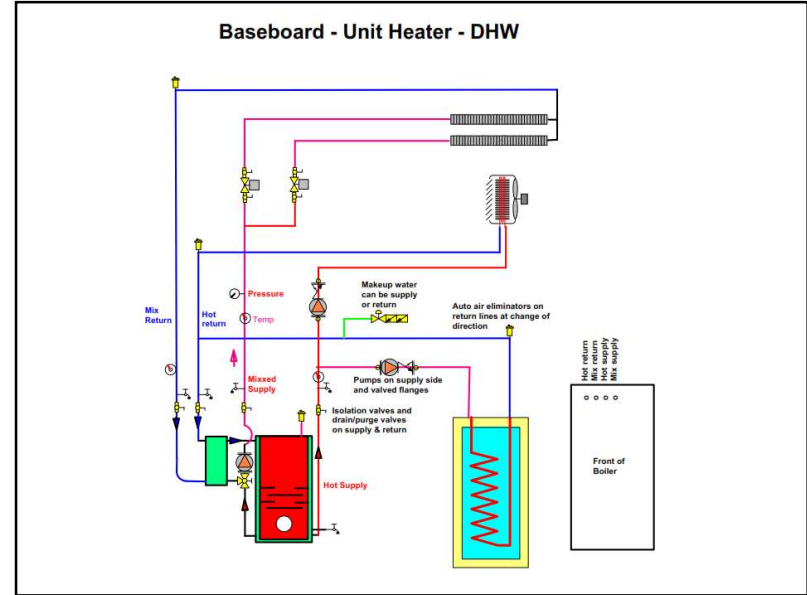 Baseboard - Unit Heater - DHW
Pressure
Temp
Mix
Return
Hot
return
Makeup water
can be supply
or return
Auto air eliminators on
return lines at change of
direction
Mixxed
Supply
Pumps on supply side
and valved flanges
Isolation valves and
drain/purge valves
on supply & return
Hot Supply
Hot return
Mix return
Hot supply
Mix supply
Front of
Boiler